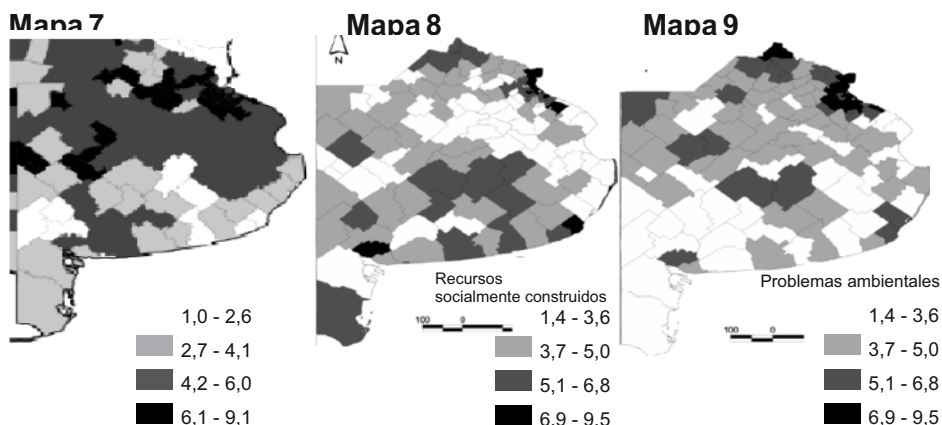 Mapa 7
1,0 - 2,6
2,7 - 4,1
4,2 - 6,0
6,1 - 9,1
Mapa 8
N
Recursos
socialmente construidos
100 0
1,4 - 3,6
3,7 - 5,0
5,1 - 6,8
6,9 - 9,5
Mapa 9
Problemas ambientales
100 0
1,4 - 3,6
3,7 - 5,0
5,1 - 6,8
6,9 - 9,5